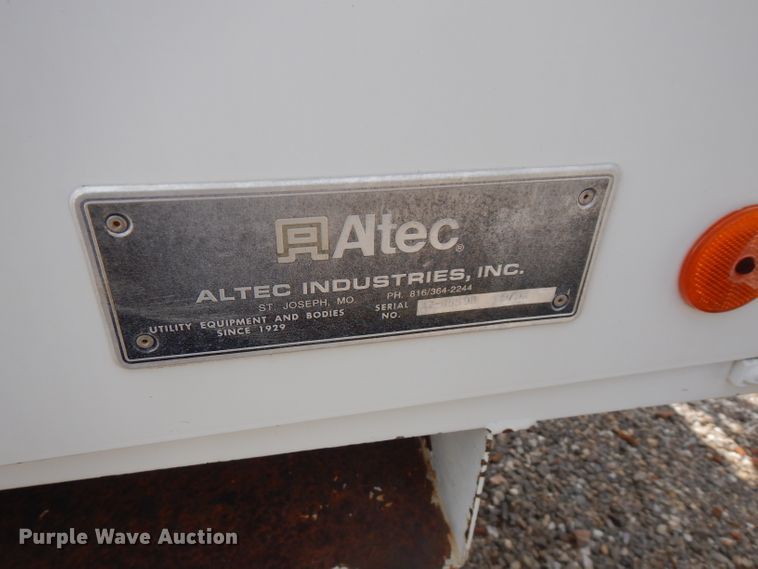 Altec®
ALTEC INDUSTRIES, INC.
ST. JOSEPH, MO PH. 816/364-2244
UTILITY EQUIPMENT AND BODIES
SINCE 1929
SERIAL
NO.
Purple Wave Auction